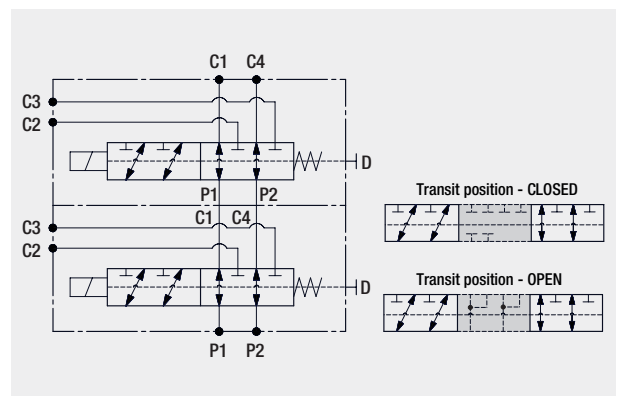 C1 C4
C3
C2
D
P1 P2
Transit position - CLOSED
C3
C1 C4
C2
Transit position - OPEN
D
P1 P2